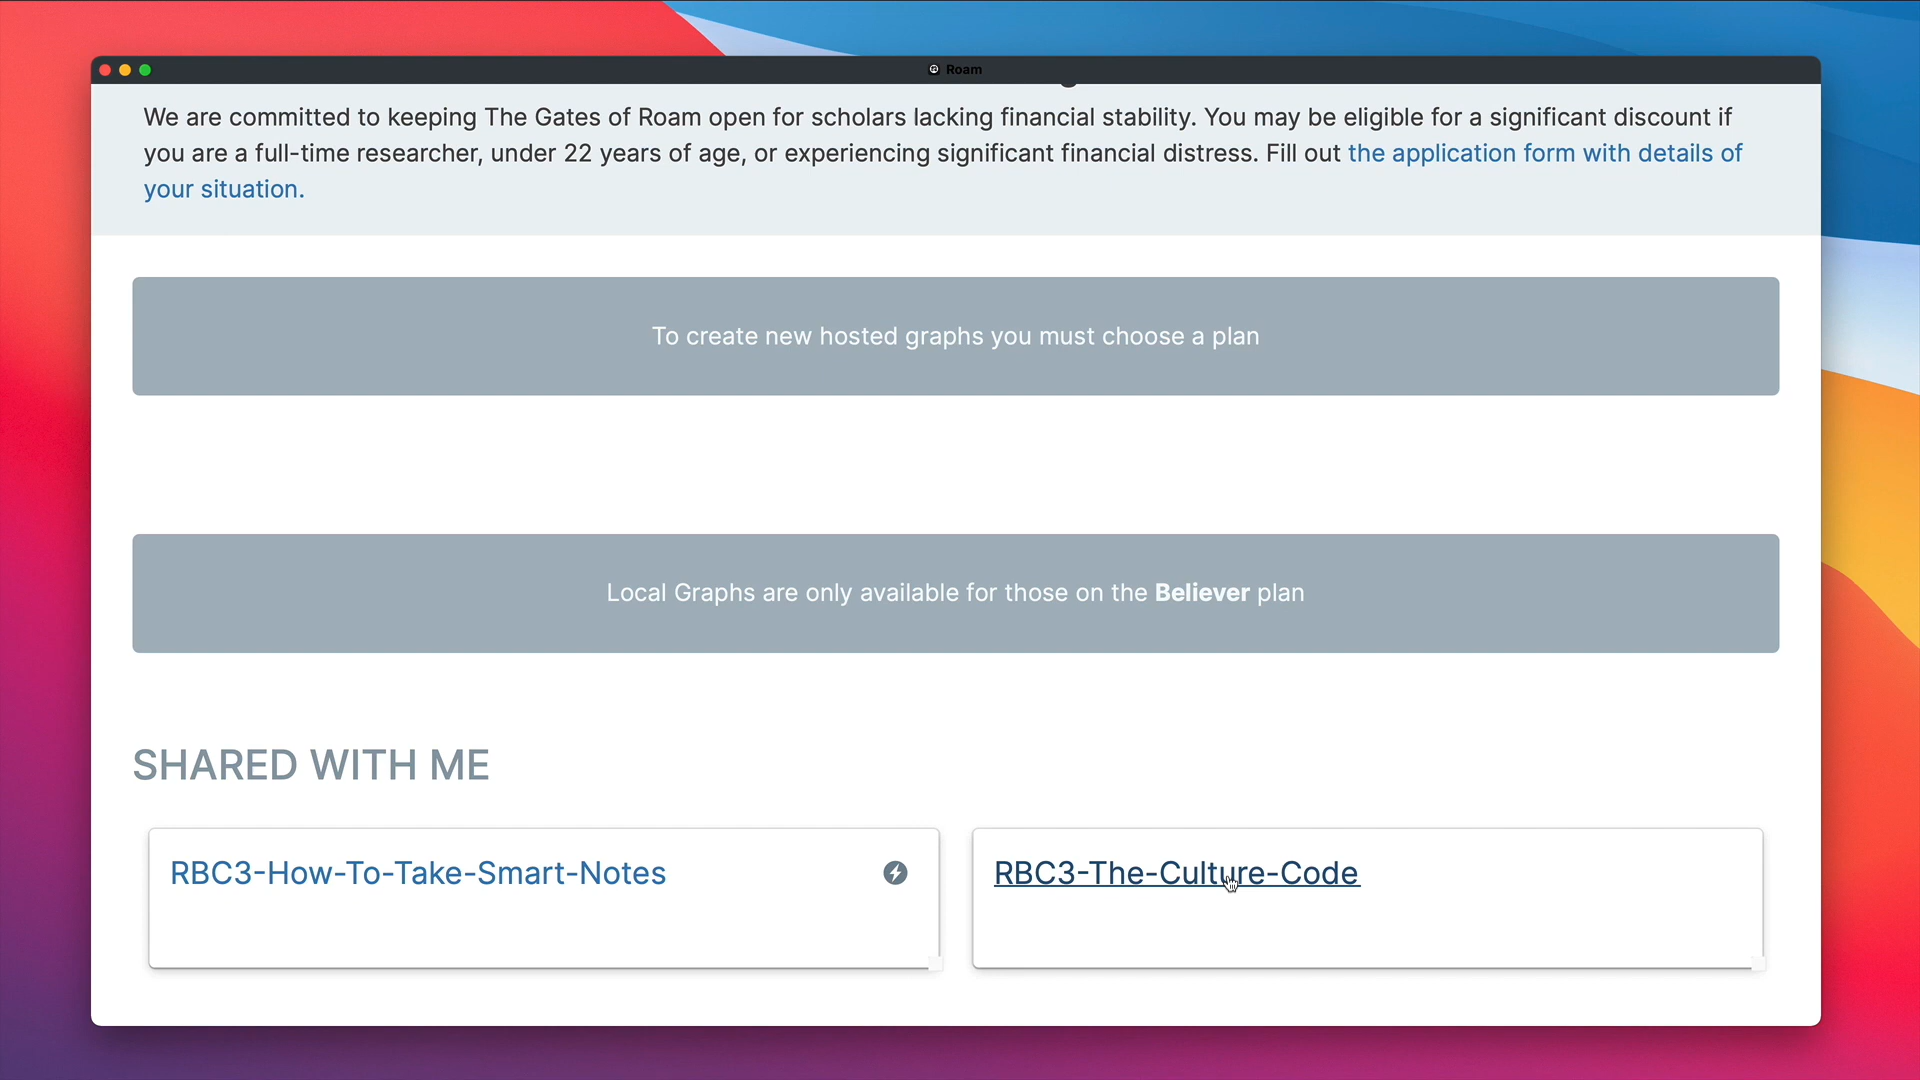 Roam
We are committed to keeping The Gates of Roam open for scholars lacking financial stability. You may be eligible for a significant discount if
you are a full-time researcher, under 22 years of age, or experiencing significant financial distress. Fill out the application form with details of
your situation.
To create new hosted graphs you must choose a plan
Local Graphs are only available for those on the Believer plan
SHARED WITH ME
RBC3-How-To-Take-Smart-Notes
RBC3-The-Culture-Code